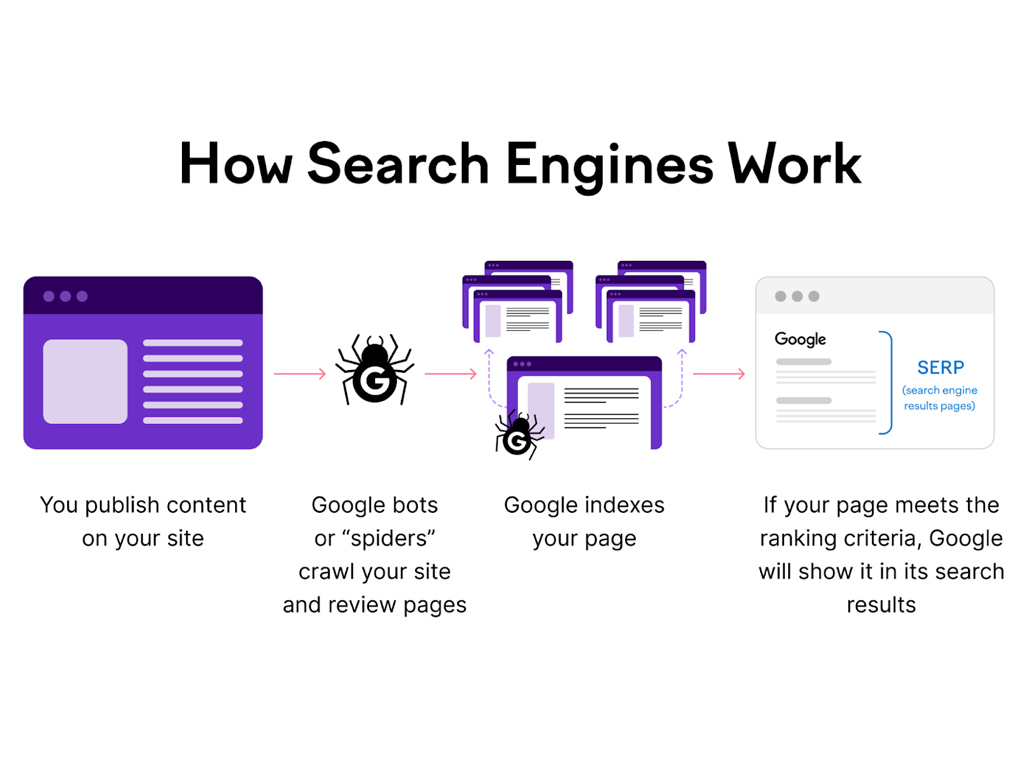 How Search Engines Work
G
G
Google
SERP
(search engine
results pages)
You publish content
on your site
Google bots
or “spiders”
crawl your site
and review pages
Google indexes
your page
If your page meets the
ranking criteria, Google
will show it in its search
results